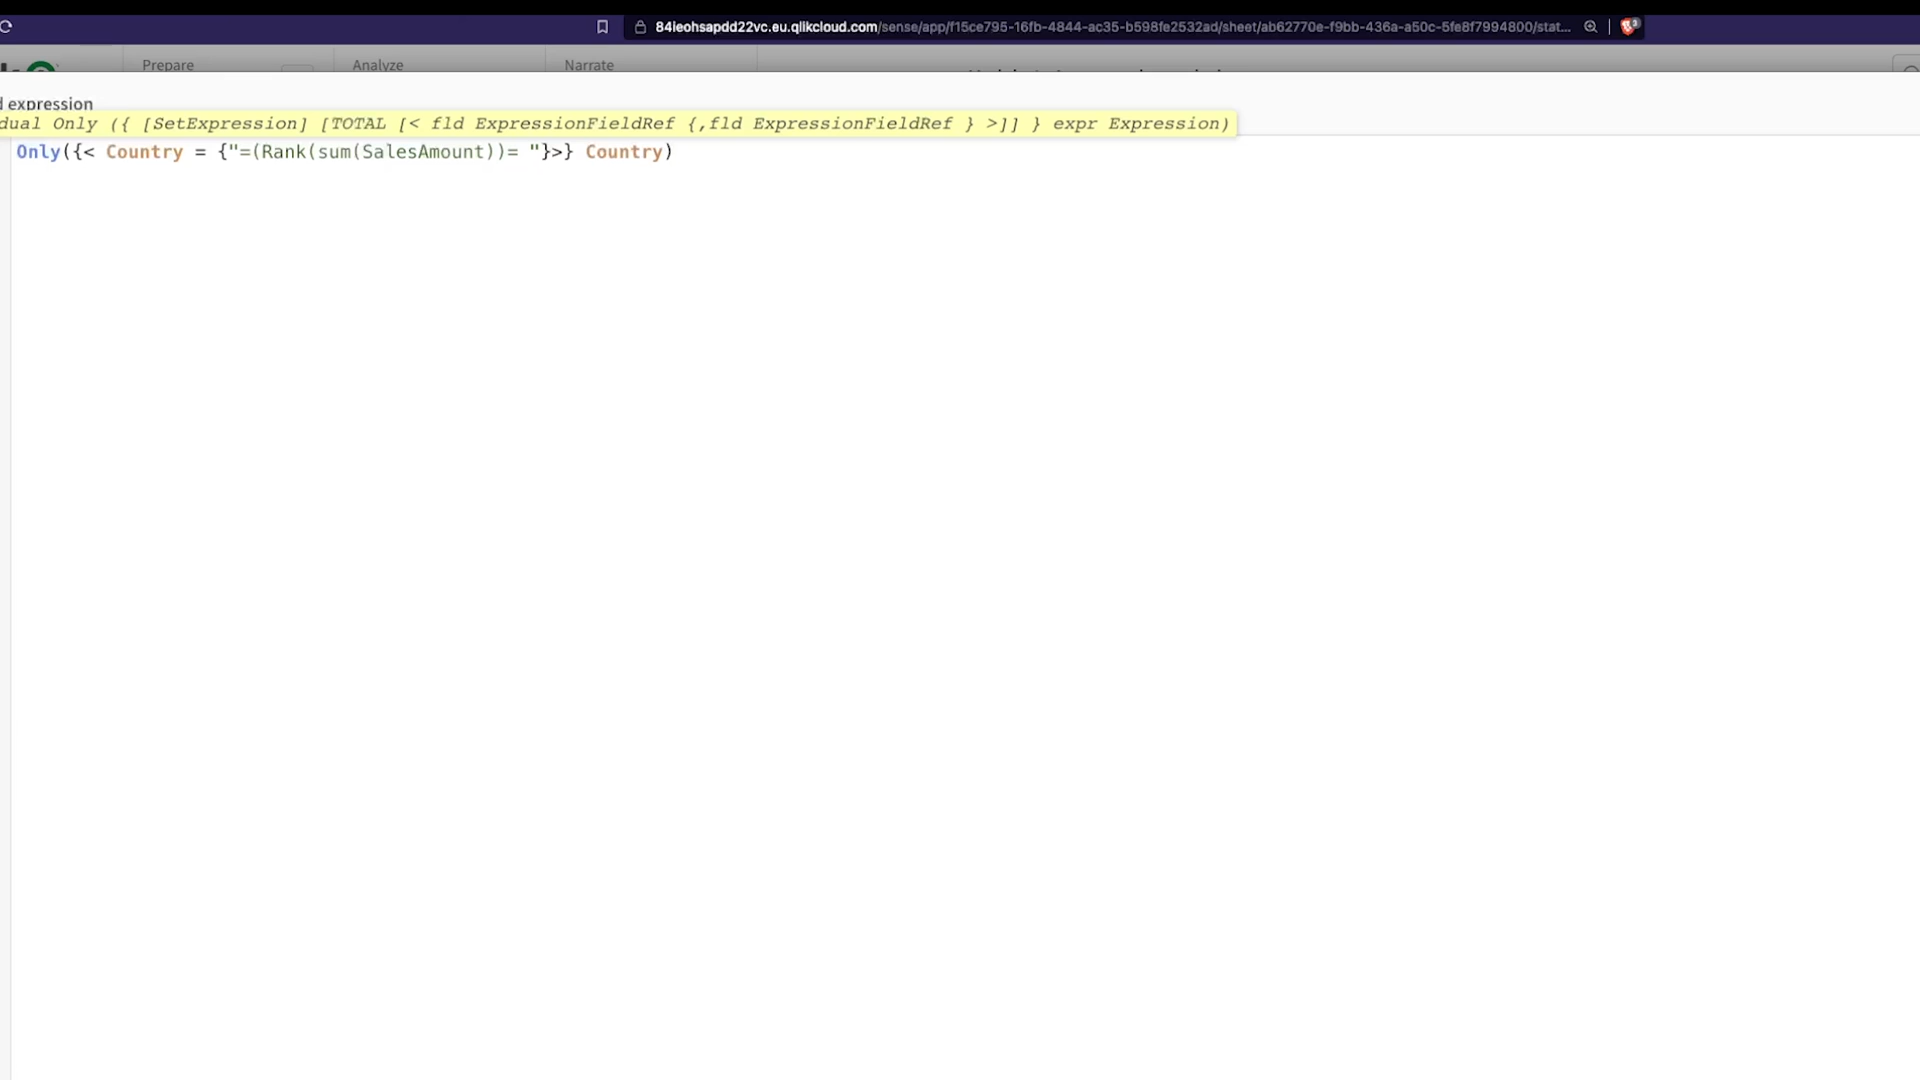 84ieohsapdd22vc.eu.qlikcloud.com/sense/app/f15ce795-16fb-4844-ac35-b598fe2532ad/sheet/ab62770e-f9bb-436a-a50c-5fe8f7994800/stat...
Prepare Analyze Narrate
expression
dual Only ({ [SetExpression] [TOTAL [< fld ExpressionFieldRef {,fld ExpressionFieldRef } >]] } expr Expression)
Only({< Country = {"=(Rank(sum(SalesAmount))= "}>} Country)